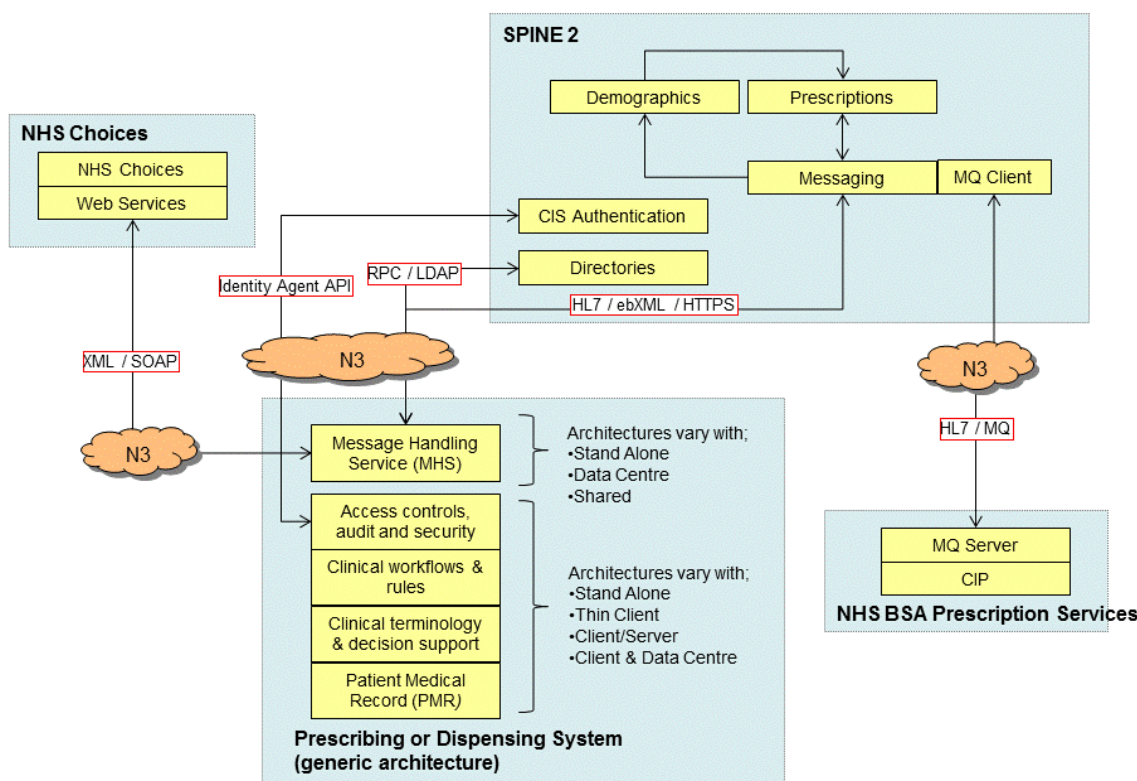 SPINE 2
Demographics
Prescriptions
Messaging
MQ Client
CIS Authentication
Directories
NHS Choices
NHS Choices
Web Services
Identity Agent API
RPC / LDAP
HL7 / ebXML / HTTPS
XML / SOAP
N3
N3
N3
HL7 / MQ
Message Handling
Service (MHS)
Architectures vary with;
•Stand Alone
•Data Centre
•Shared
Access controls,
audit and security
Clinical workflows &
rules
Clinical terminology
& decision support
Patient Medical
Record (PMR)
Architectures vary with;
•Stand Alone
•Thin Client
•Client/Server
•Client & Data Centre
Prescribing or Dispensing System
(generic architecture)
MQ Server
CIP
NHS BSA Prescription Services